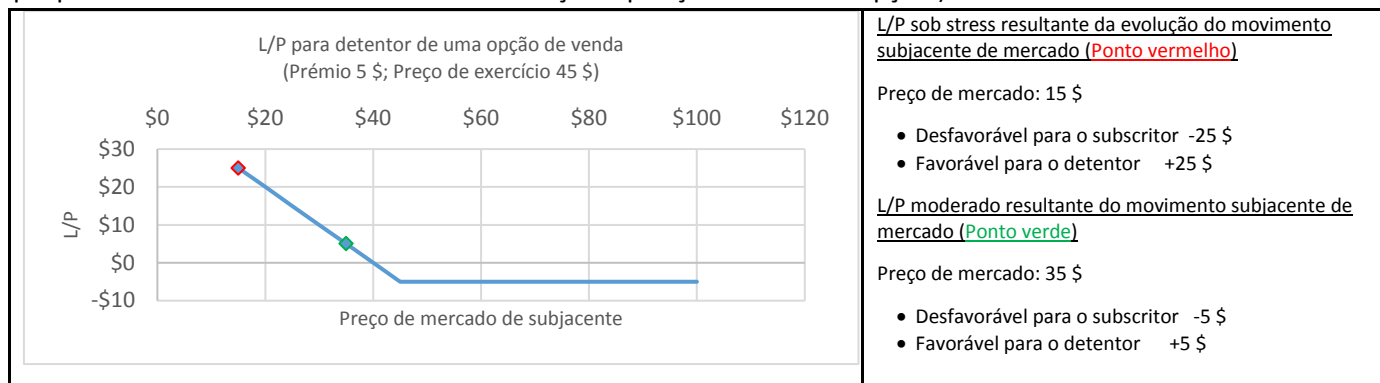 L/P para detentor de uma opção de venda
(Prémio 5 $; Preço de exercício 45 $)
$0 $20 $40 $60 $80 $100 $120
$30
$20
$10
$0
-$10
L/P
Preço de mercado de subjacente
L/P sob stress resultante da evolução do movimento
subjacente de mercado (Ponto vermelho)
Preço de mercado: 15 $
• Desfavorável para o subscritor -25 $
• Favorável para o detentor +25 $
L/P moderado resultante do movimento subjacente de
mercado (Ponto verde)
Preço de mercado: 35 $
• Desfavorável para o subscritor -5 $
• Favorável para o detentor +5 $